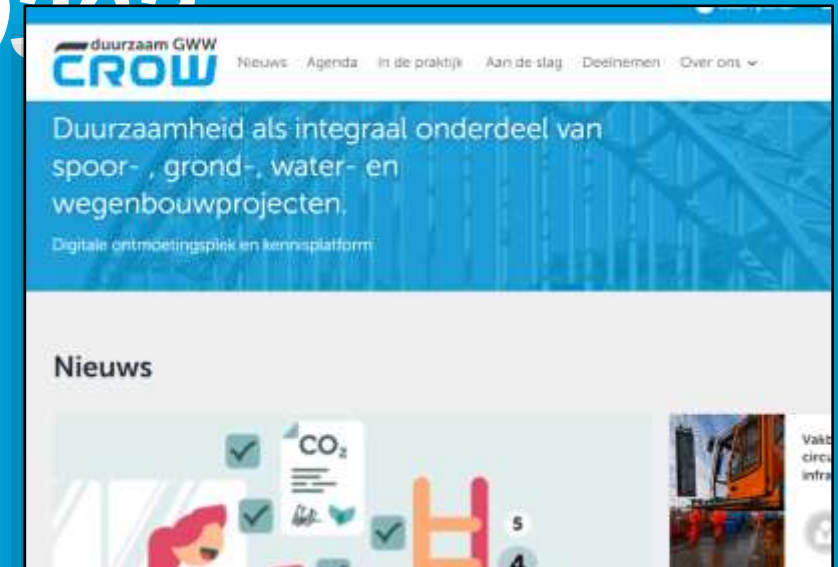 duurzaam GWW
CROW
Nieuws Agenda In de praktijk Aan de slag Deelnemen Over ons
Duurzaamheid als integraal onderdeel van
spoor- , grond-, water- en
wegenbouwprojecten.
Digitale ontmoetingsplek en kennisplatform
Nieuws
CO₂
5
4